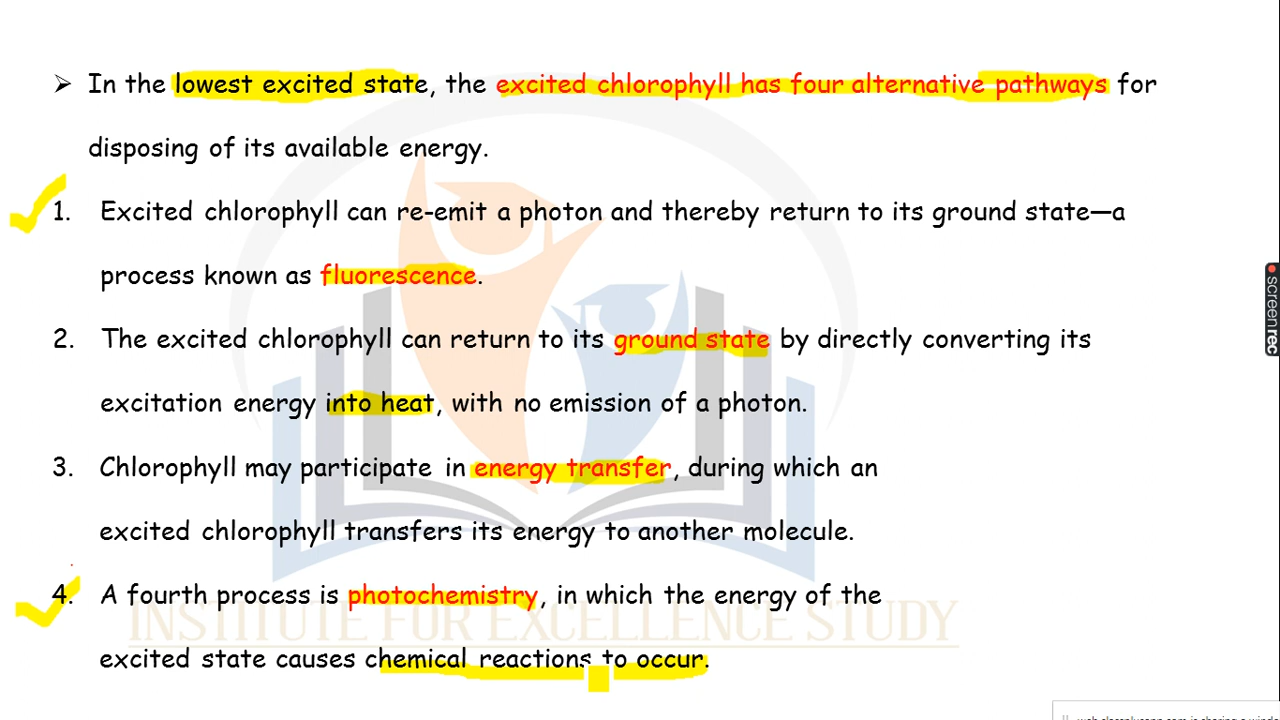 ➢ In the lowest excited state, the excited chlorophyll has four alternative pathways for
disposing of its available energy.
1. Excited chlorophyll can re-emit a photon and thereby return to its ground state—a
process known as fluorescence.
2. The excited chlorophyll can return to its ground state by directly converting its
excitation energy into heat, with no emission of a photon.
3. Chlorophyll may participate in energy transfer, during which an
excited chlorophyll transfers its energy to another molecule.
4. A fourth process is photochemistry, in which the energy of the
INSTITUTE FOR EXCELLENCE STUDY
excited state causes chemical reactions to occur.
screenrec